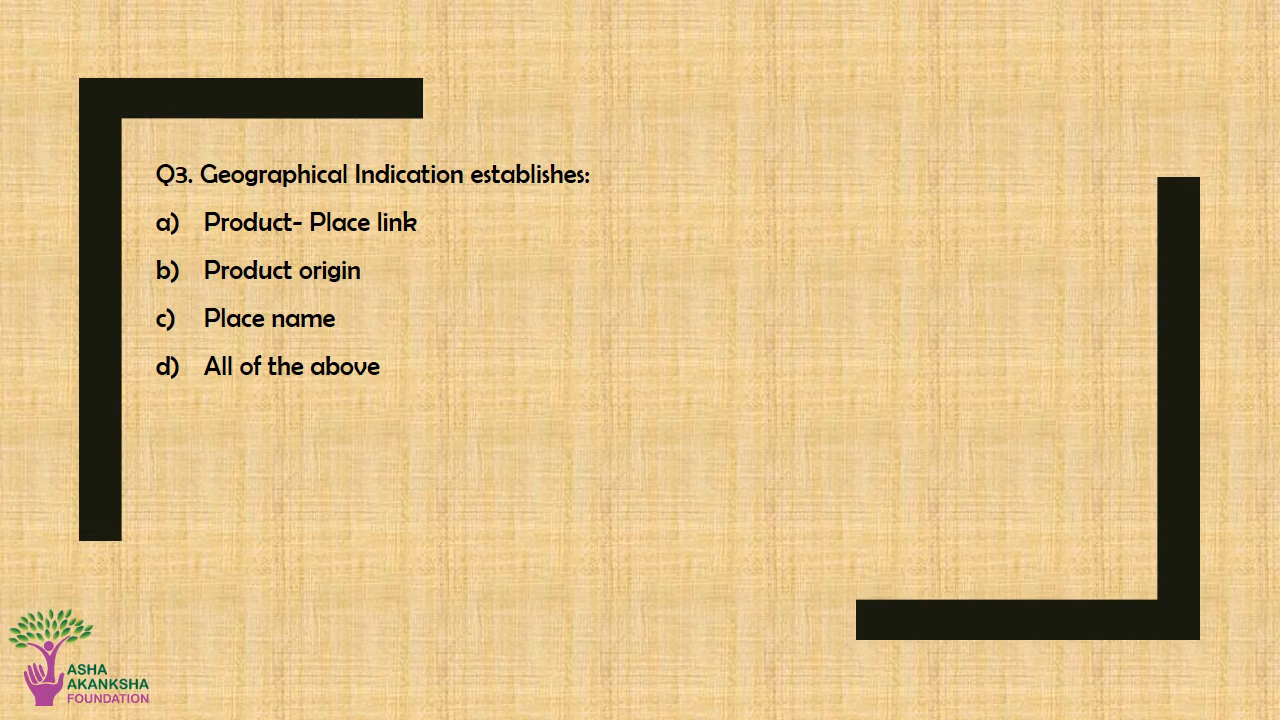 Q3. Geographical Indication establishes:
a) Product- Place link
b) Product origin
c) Place name
d) All of the above
ASHA
AKANKSHA
FOUNDATION